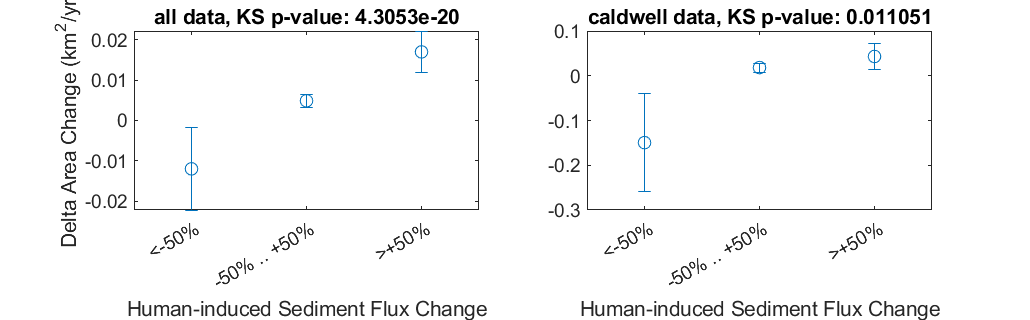 all data, KS p-value: 4.3053e-20
Delta Area Change (km²/yr
0.02
0.01
0
-0.01
-0.02
<-50%
-50% .. +50%
>+50%
Human-induced Sediment Flux Change
caldwell data, KS p-value: 0.011051
0.1
0
-0.1
-0.2
-0.3
<-50%
-50% .. +50%
>+50%
Human-induced Sediment Flux Change